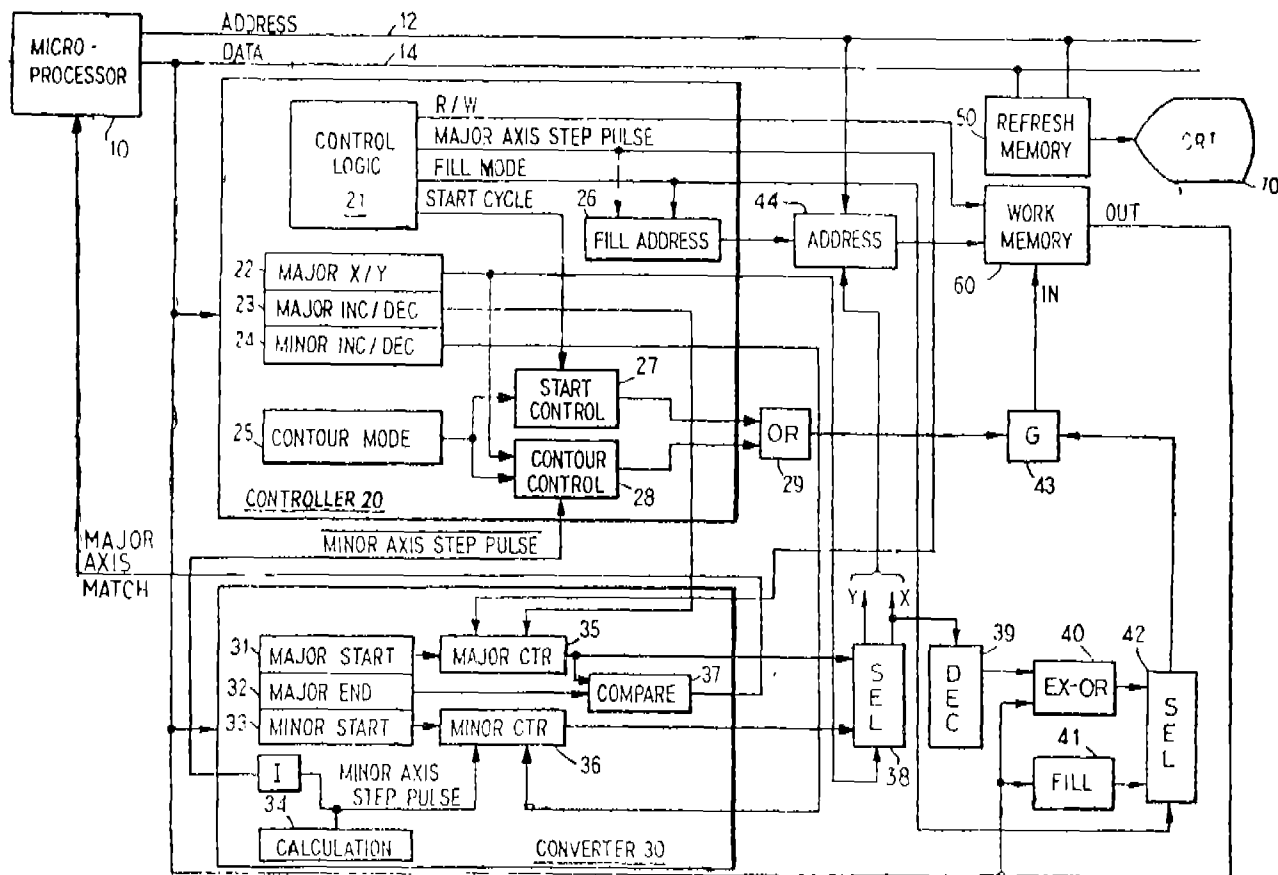 ADDRESS 12
MICRO-
PROCESSOR
10
DATA 14
R/W
MAJOR AXIS STEP PULSE
FILL MODE
START CYCLE
CONTROL
LOGIC
21
26
FILL ADDRESS
44
ADDRESS
50
REFRESH
MEMORY
CRT
70
WORK
MEMORY
60
OUT
IN
22 MAJOR X/Y
23 MAJOR INC/DEC
24 MINOR INC/DEC
25 CONTOUR MODE
START
CONTROL
27
CONTOUR
CONTROL
28
OR
29
G
43
CONTROLLER 20
MINOR AXIS STEP PULSE
MAJOR
AXIS
MATCH
31 MAJOR START
32 MAJOR END
33 MINOR START
MAJOR CTR
35
COMPARE
37
MINOR CTR
36
I
MINOR AXIS
STEP PULSE
34
CALCULATION
CONVERTER 30
Y
X
SEL
38
DEC
39
EX-OR
40
FILL
41
SEL
42